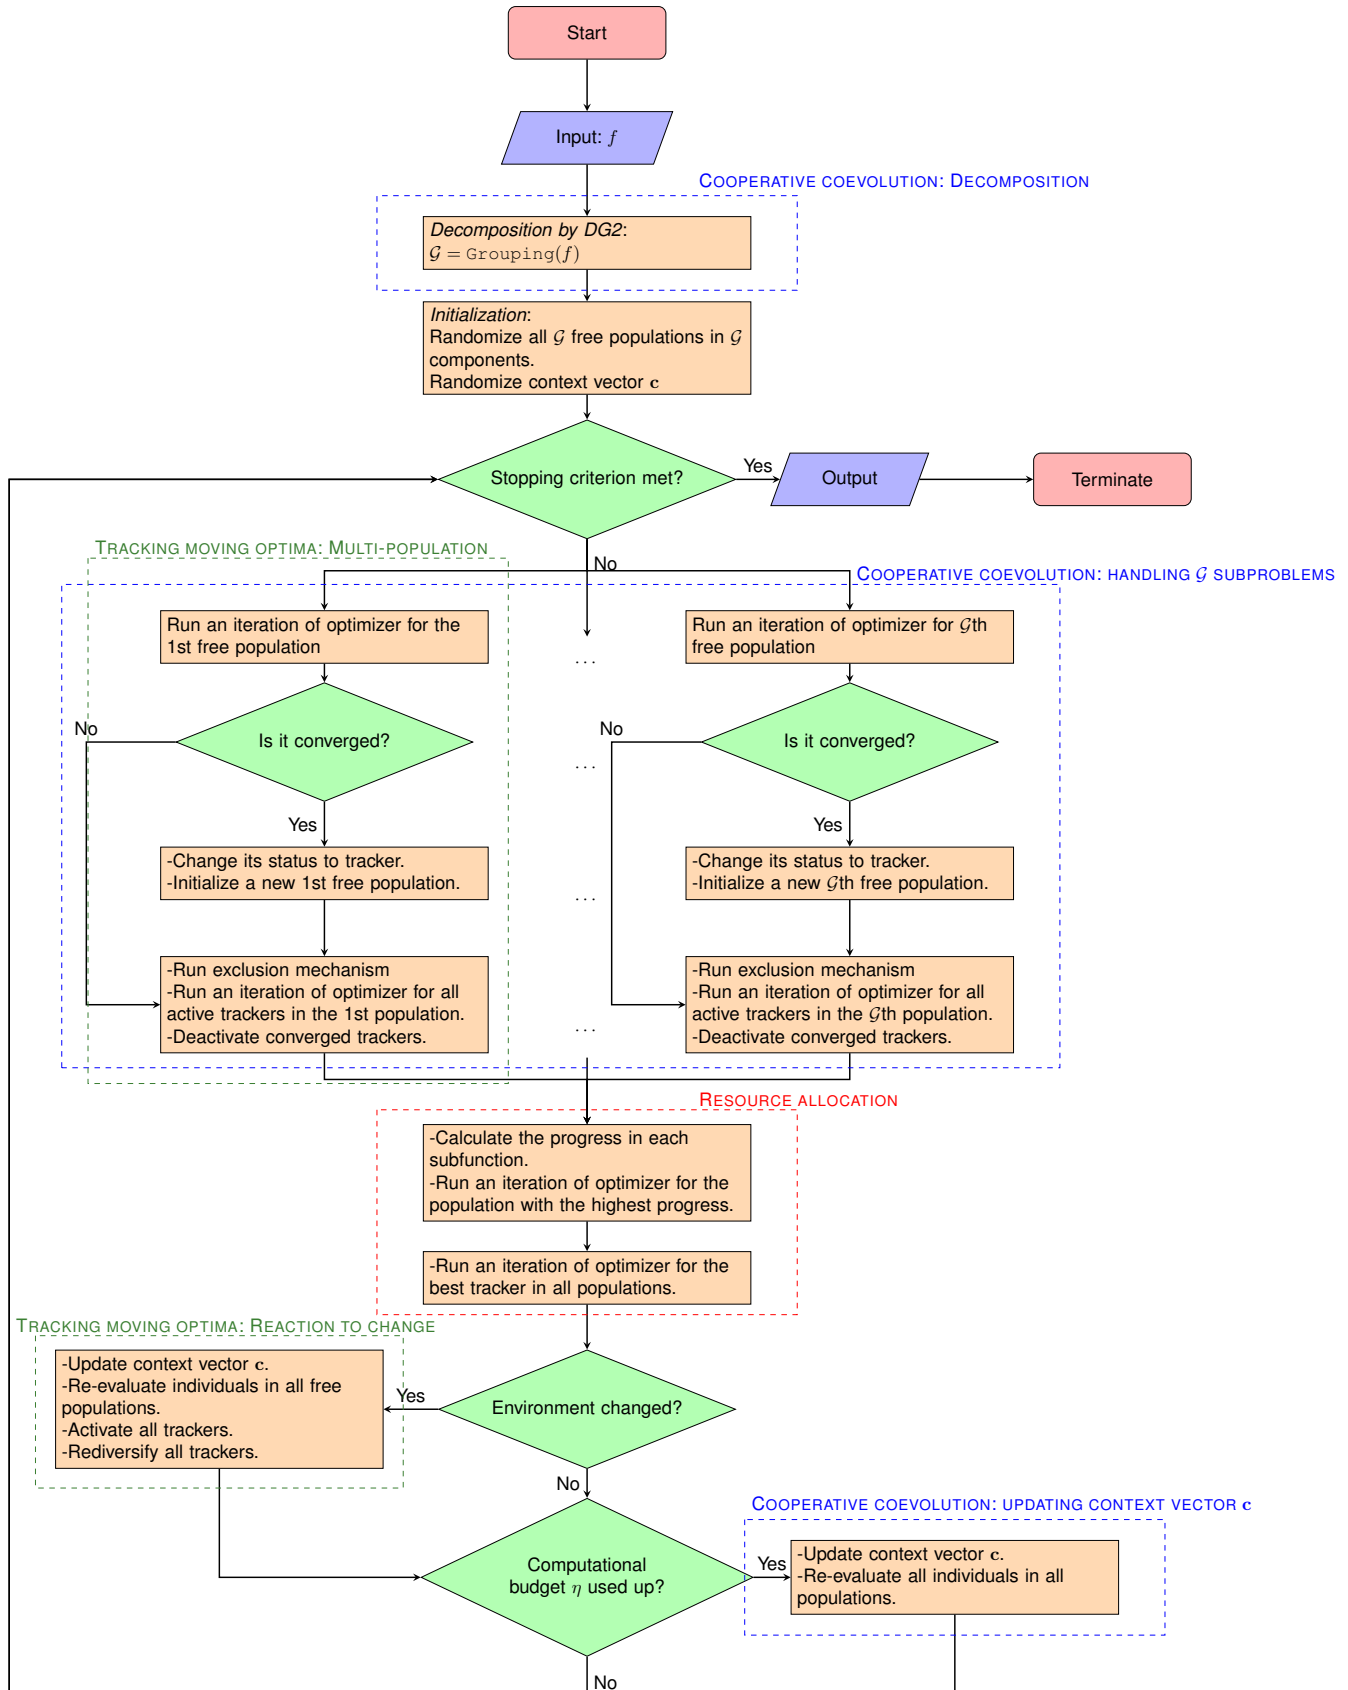 Start
Input: f
COOPERATIVE COEVOLUTION: DECOMPOSITION
Decomposition by DG2:
𝒢 = Grouping(f)
Initialization:
Randomize all 𝒢 free populations in 𝒢
components.
Randomize context vector c
Stopping criterion met?
Yes
Output
Terminate
No
TRACKING MOVING OPTIMA: MULTI-POPULATION
COOPERATIVE COEVOLUTION: HANDLING 𝒢 SUBPROBLEMS
Run an iteration of optimizer for the
1st free population
...
Run an iteration of optimizer for 𝒢th
free population
No
Is it converged?
...
No
Is it converged?
Yes
Yes
-Change its status to tracker.
-Initialize a new 1st free population.
...
-Change its status to tracker.
-Initialize a new 𝒢th free population.
-Run exclusion mechanism
-Run an iteration of optimizer for all
active trackers in the 1st population.
-Deactivate converged trackers.
...
-Run exclusion mechanism
-Run an iteration of optimizer for all
active trackers in the 𝒢th population.
-Deactivate converged trackers.
RESOURCE ALLOCATION
-Calculate the progress in each
subfunction.
-Run an iteration of optimizer for the
population with the highest progress.
-Run an iteration of optimizer for the
best tracker in all populations.
TRACKING MOVING OPTIMA: REACTION TO CHANGE
-Update context vector c.
-Re-evaluate individuals in all free
populations.
-Activate all trackers.
-Rediversify all trackers.
Yes
Environment changed?
No
COOPERATIVE COEVOLUTION: UPDATING CONTEXT VECTOR c
Computational
budget η used up?
Yes
-Update context vector c.
-Re-evaluate all individuals in all
populations.
No